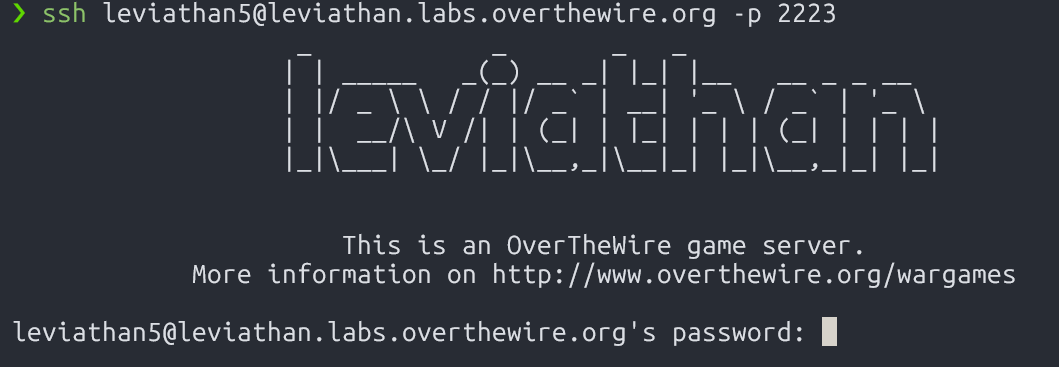 ❯ ssh leviathan5@leviathan.labs.overthewire.org -p 2223
leviathan
This is an OverTheWire game server.
More information on http://www.overthewire.org/wargames
leviathan5@leviathan.labs.overthewire.org's password: